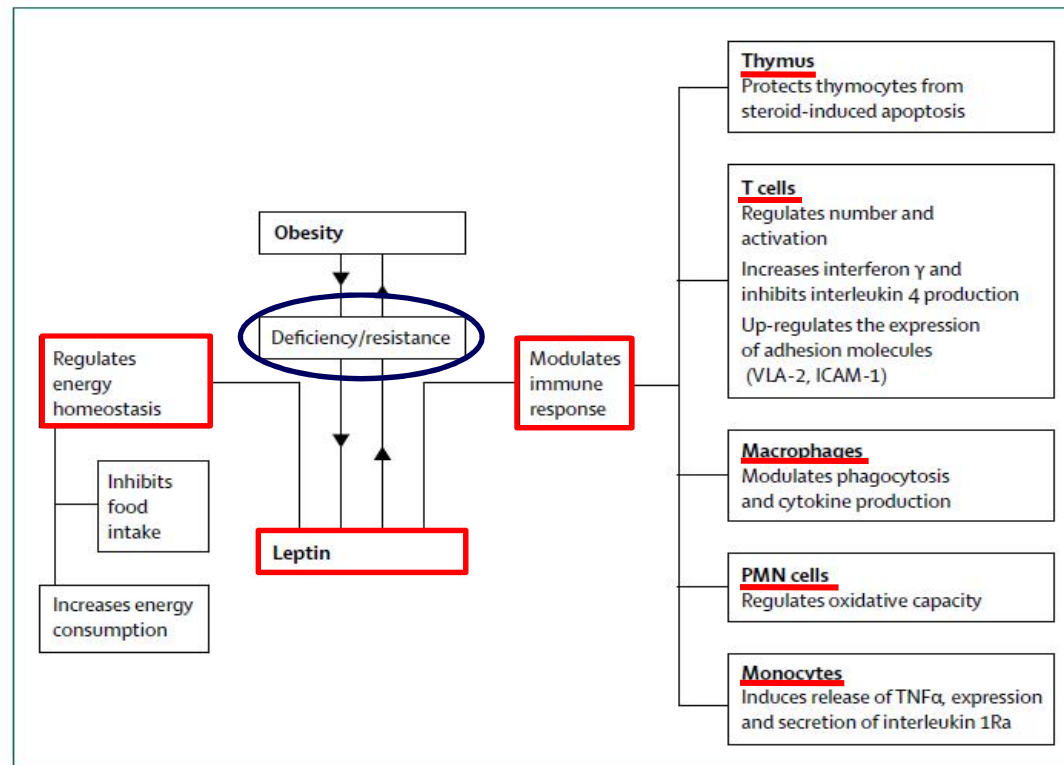 Obesity
Deficiency/resistance
Leptin
Regulates
energy
homeostasis
Inhibits
food
intake
Increases energy
consumption
Modulates
immune
response
Thymus
Protects thymocytes from
steroid-induced apoptosis
T cells
Regulates number and
activation
Increases interferon γ and
inhibits interleukin 4 production
Up-regulates the expression
of adhesion molecules
(VLA-2, ICAM-1)
Macrophages
Modulates phagocytosis
and cytokine production
PMN cells
Regulates oxidative capacity
Monocytes
Induces release of TNFα, expression
and secretion of interleukin 1Ra